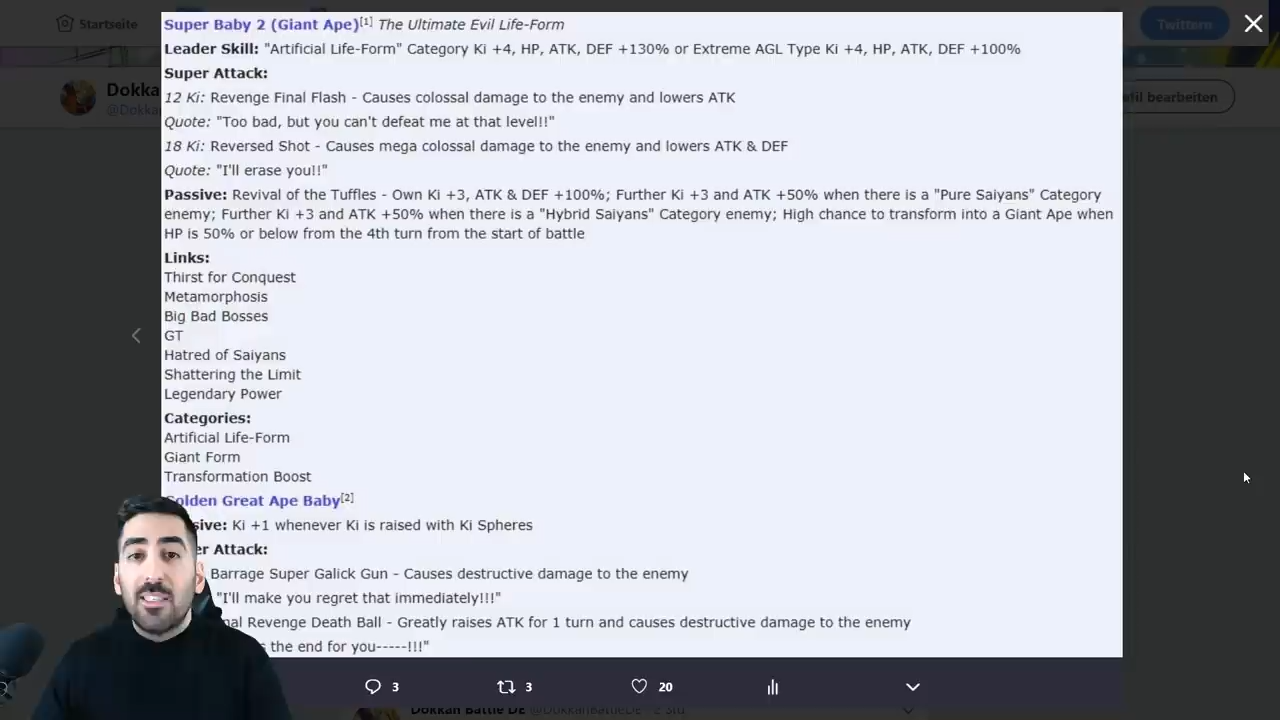 Startseite
Twittern
Super Baby 2 (Giant Ape)[1] The Ultimate Evil Life-Form
Leader Skill: "Artificial Life-Form" Category Ki +4, HP, ATK, DEF +130% or Extreme AGL Type Ki +4, HP, ATK, DEF +100%
Super Attack:
Dokkan
12 Ki: Revenge Final Flash - Causes colossal damage to the enemy and lowers ATK
bearbeiten
@Dokkan
Quote: "Too bad, but you can't defeat me at that level!!"
18 Ki: Reversed Shot - Causes mega colossal damage to the enemy and lowers ATK & DEF
Quote: "I'll erase you!!"
Passive: Revival of the Tuffles - Own Ki +3, ATK & DEF +100%; Further Ki +3 and ATK +50% when there is a "Pure Saiyans" Category
enemy; Further Ki +3 and ATK +50% when there is a "Hybrid Saiyans" Category enemy; High chance to transform into a Giant Ape when
HP is 50% or below from the 4th turn from the start of battle
Links:
Thirst for Conquest
Metamorphosis
Big Bad Bosses
GT
Hatred of Saiyans
Shattering the Limit
Legendary Power
Categories:
Artificial Life-Form
Giant Form
Transformation Boost
olden Great Ape Baby[2]
sive: Ki +1 whenever Ki is raised with Ki Spheres
er Attack:
Barrage Super Galick Gun - Causes destructive damage to the enemy
"I'll make you regret that immediately!!!"
nal Revenge Death Ball - Greatly raises ATK for 1 turn and causes destructive damage to the enemy
the end for you-----!!!"
3
3
20
Dokkan Battle DE @DokkanBattleDE · 2 Std